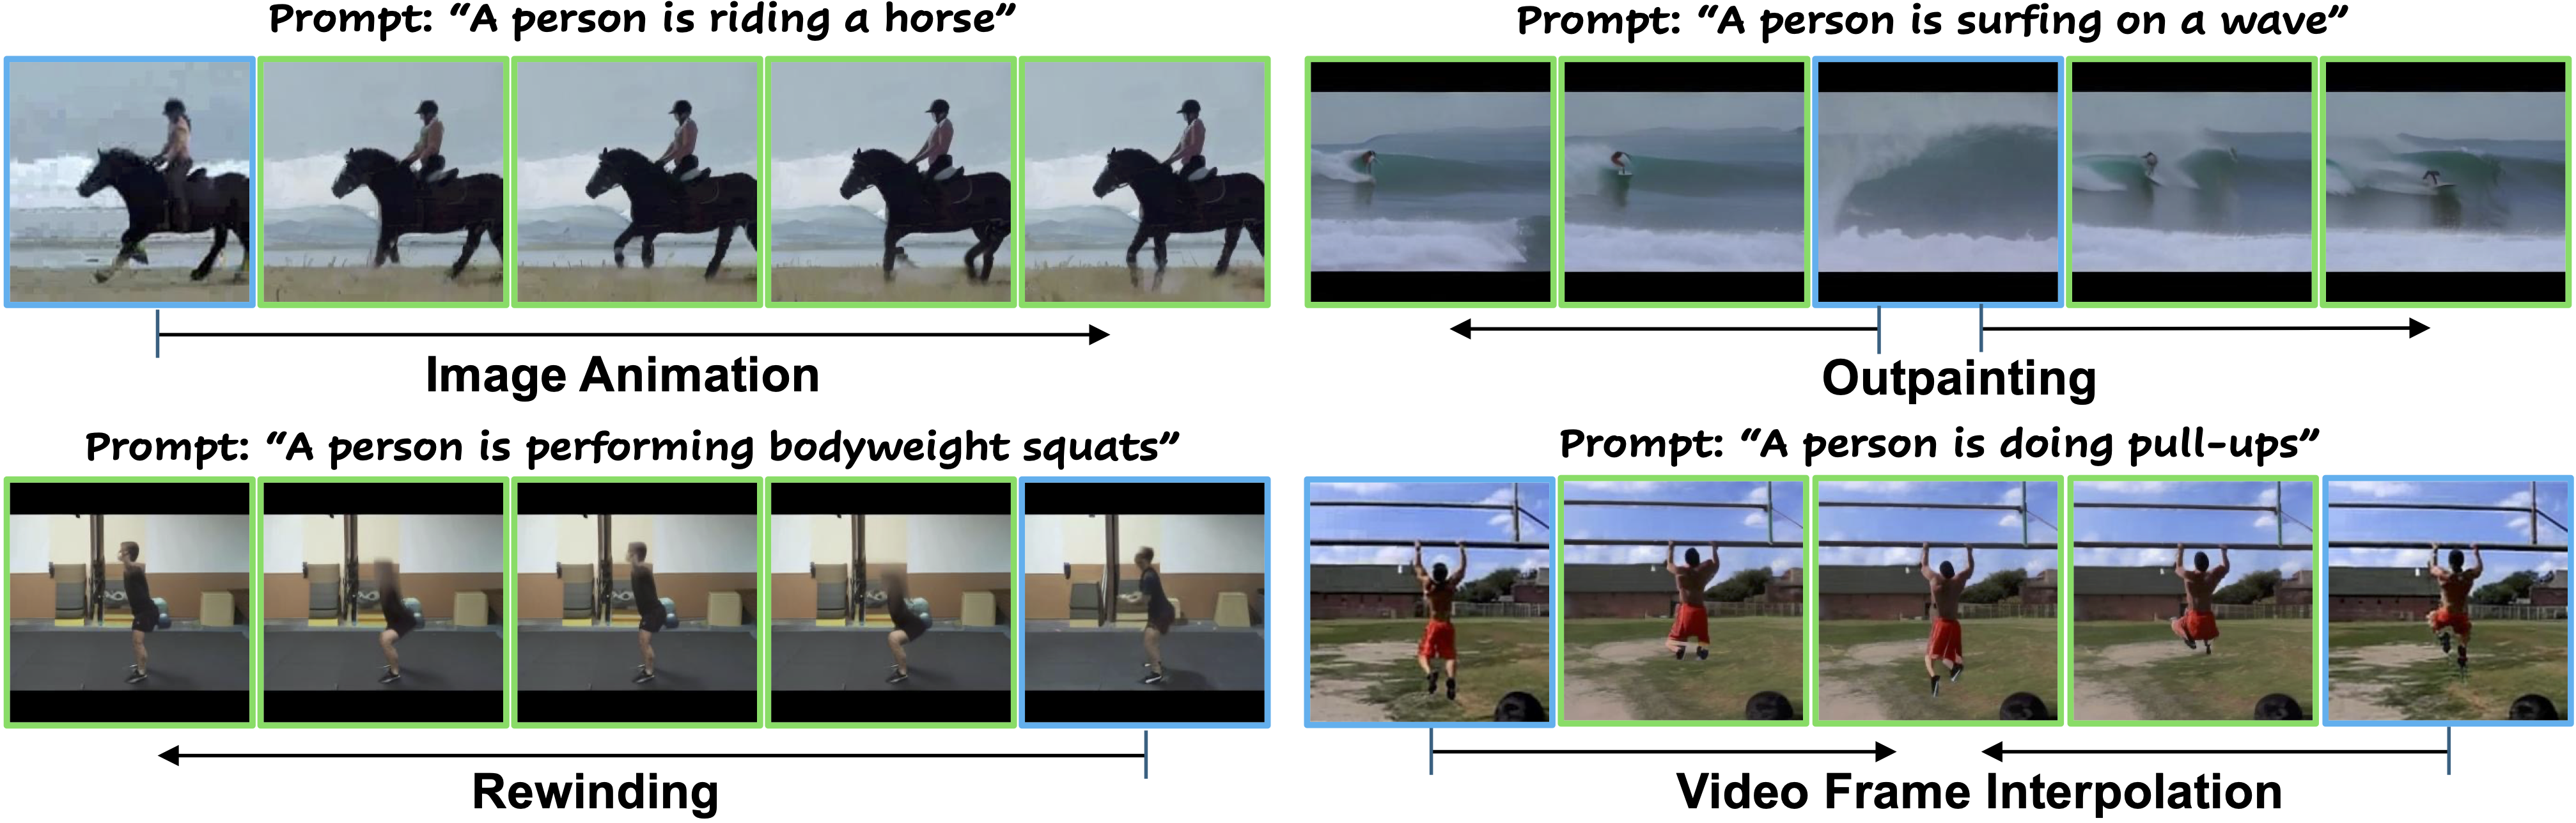 Prompt: “A person is riding a horse”
Image Animation
Prompt: “A person is surfing on a wave”
Outpainting
Prompt: “A person is performing bodyweight squats”
Rewinding
Prompt: “A person is doing pull-ups”
Video Frame Interpolation